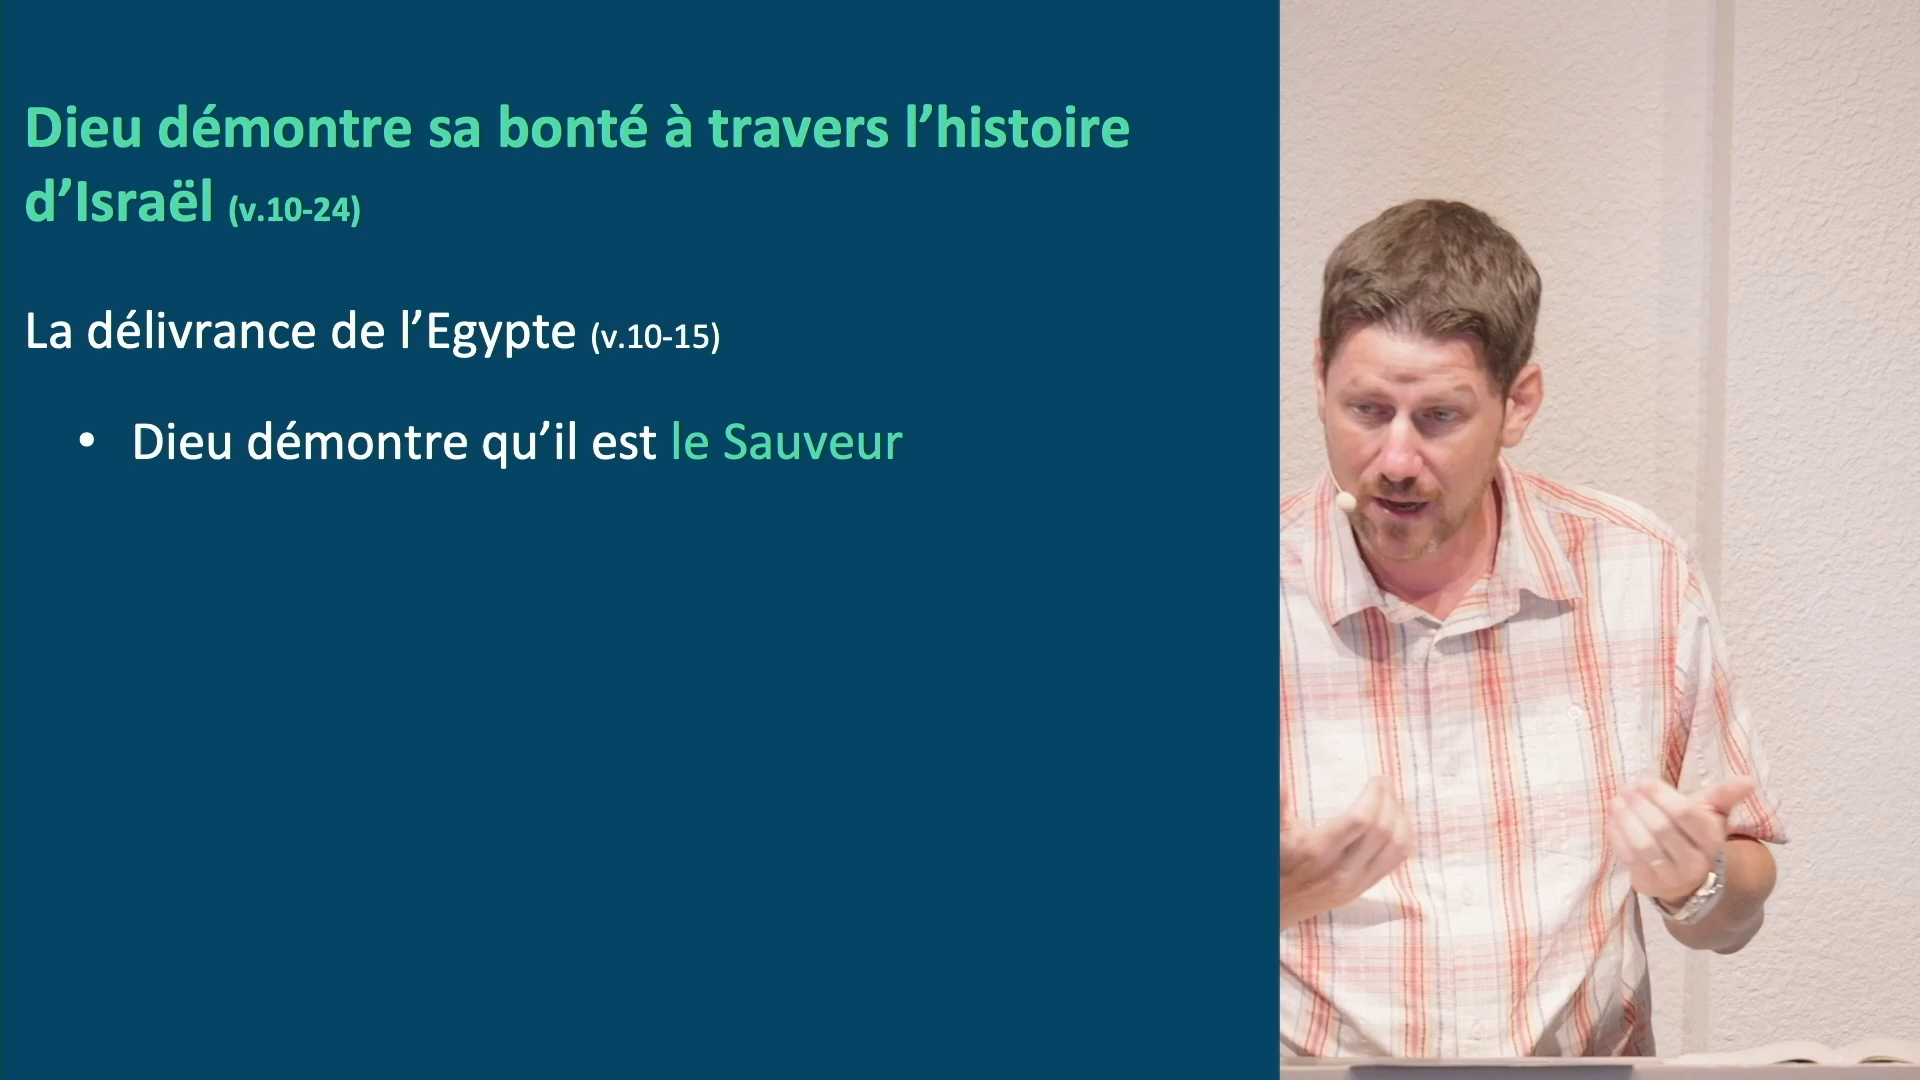 Dieu démontre sa bonté à travers l’histoire
d’Israël (v.10-24)
La délivrance de l’Egypte (v.10-15)
• Dieu démontre qu’il est le Sauveur